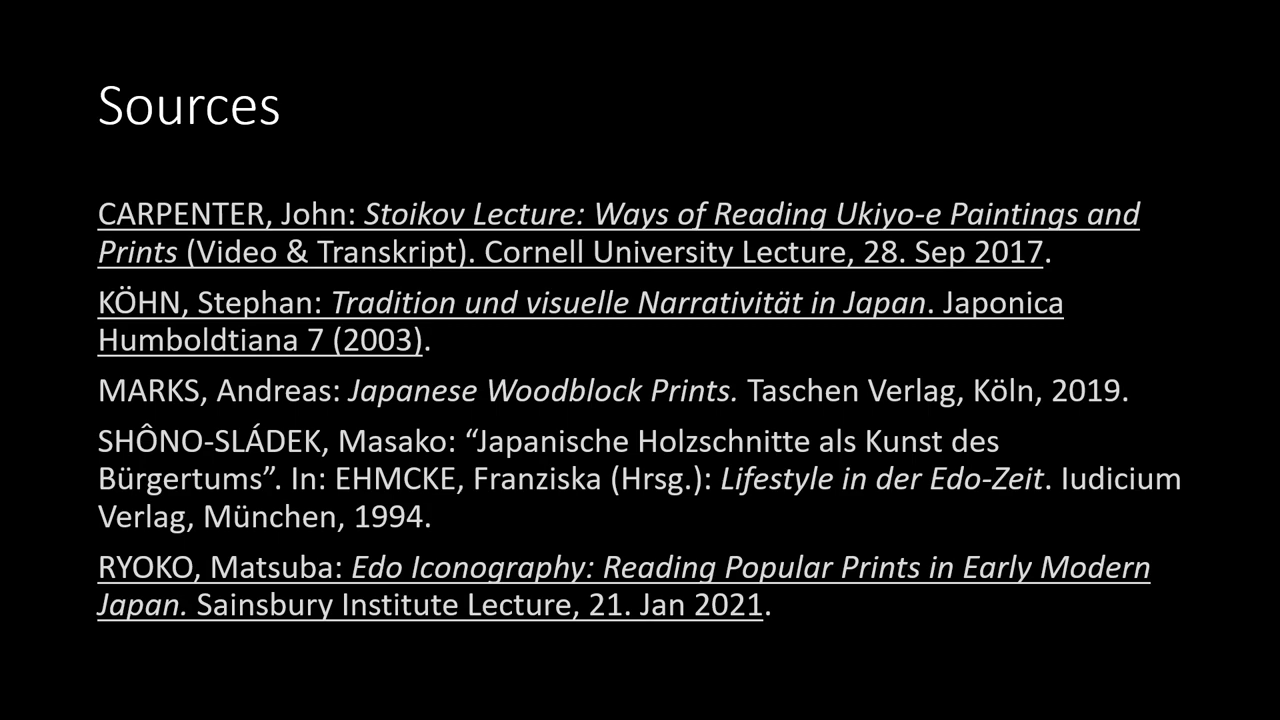 Sources
CARPENTER, John: Stoikov Lecture: Ways of Reading Ukiyo-e Paintings and
Prints (Video & Transkript). Cornell University Lecture, 28. Sep 2017.
KÖHN, Stephan: Tradition und visuelle Narrativität in Japan. Japonica
Humboldtiana 7 (2003).
MARKS, Andreas: Japanese Woodblock Prints. Taschen Verlag, Köln, 2019.
SHÔNO-SLÁDEK, Masako: “Japanische Holzschnitte als Kunst des
Bürgertums”. In: EHMCKE, Franziska (Hrsg.): Lifestyle in der Edo-Zeit. Iudicium
Verlag, München, 1994.
RYOKO, Matsuba: Edo Iconography: Reading Popular Prints in Early Modern
Japan. Sainsbury Institute Lecture, 21. Jan 2021.